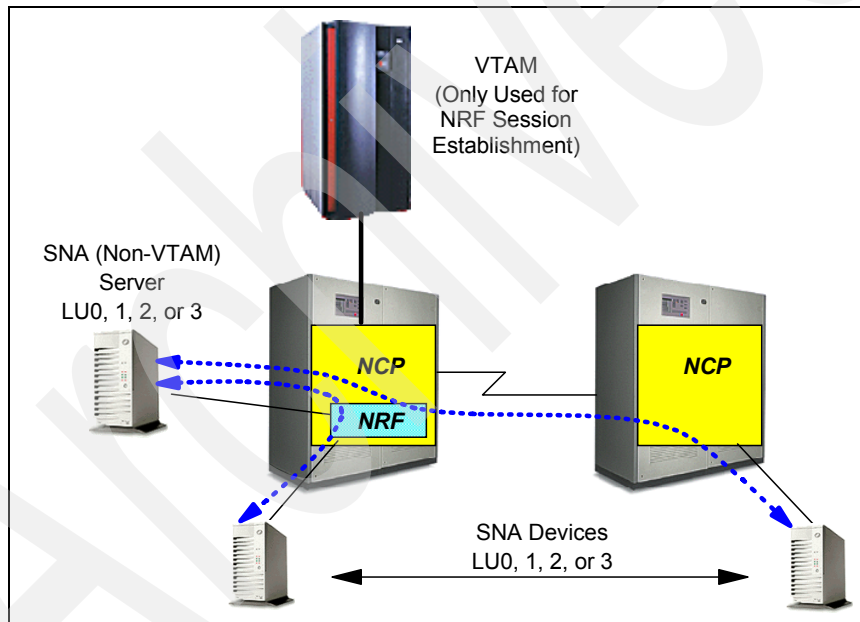 VTAM
(Only Used for
NRF Session
Establishment)
SNA (Non-VTAM)
Server
LU0, 1, 2, or 3
NCP
NRF
NCP
SNA Devices
LU0, 1, 2, or 3